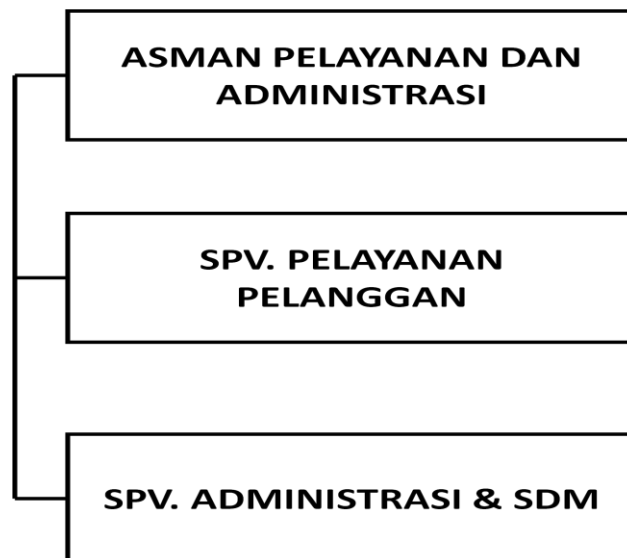 ASMAN PELAYANAN DAN
ADMINISTRASI
SPV. PELAYANAN
PELANGGAN
SPV. ADMINISTRASI & SDM